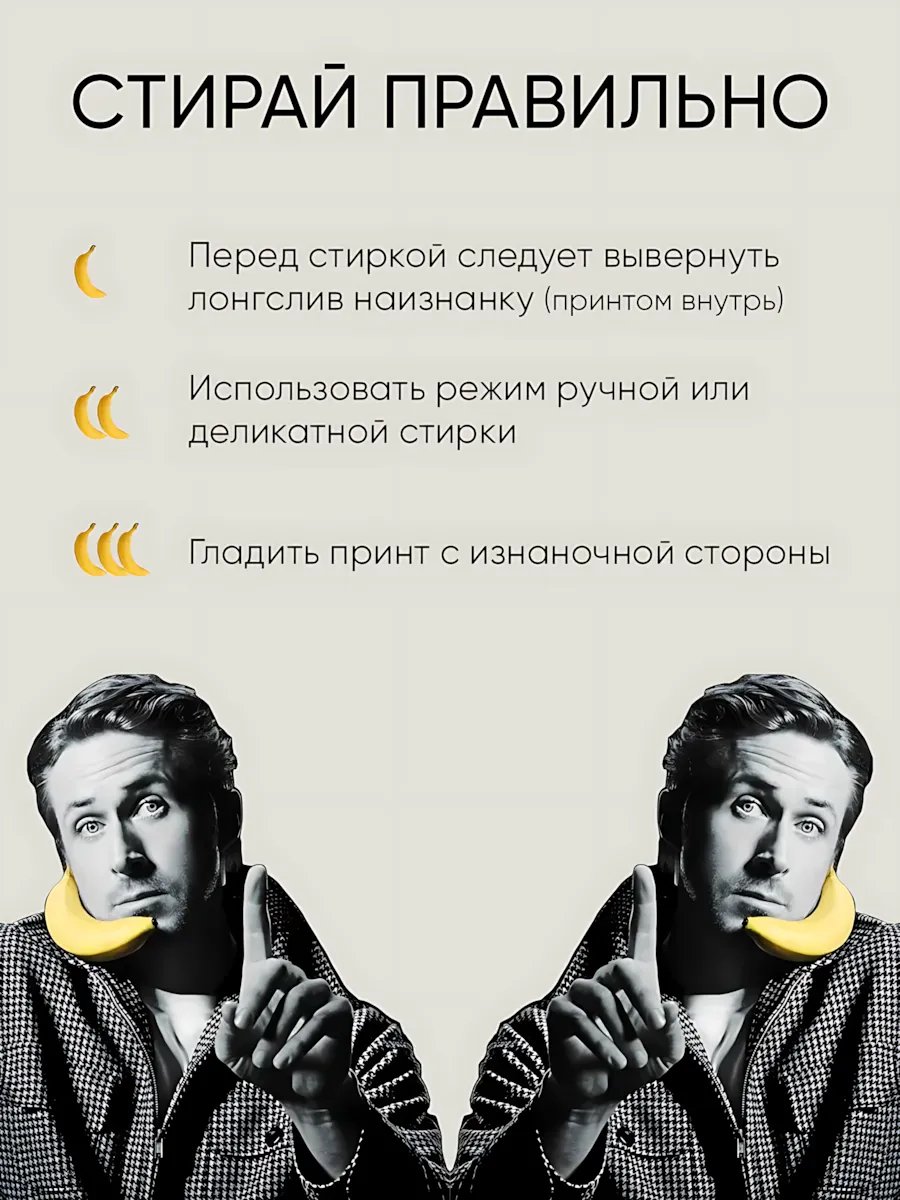 СТИРАЙ ПРАВИЛЬНО
Перед стиркой следует вывернуть
лонгслив наизнанку (принтом внутрь)
Использовать режим ручной или
деликатной стирки
Гладить принт с изнаночной стороны